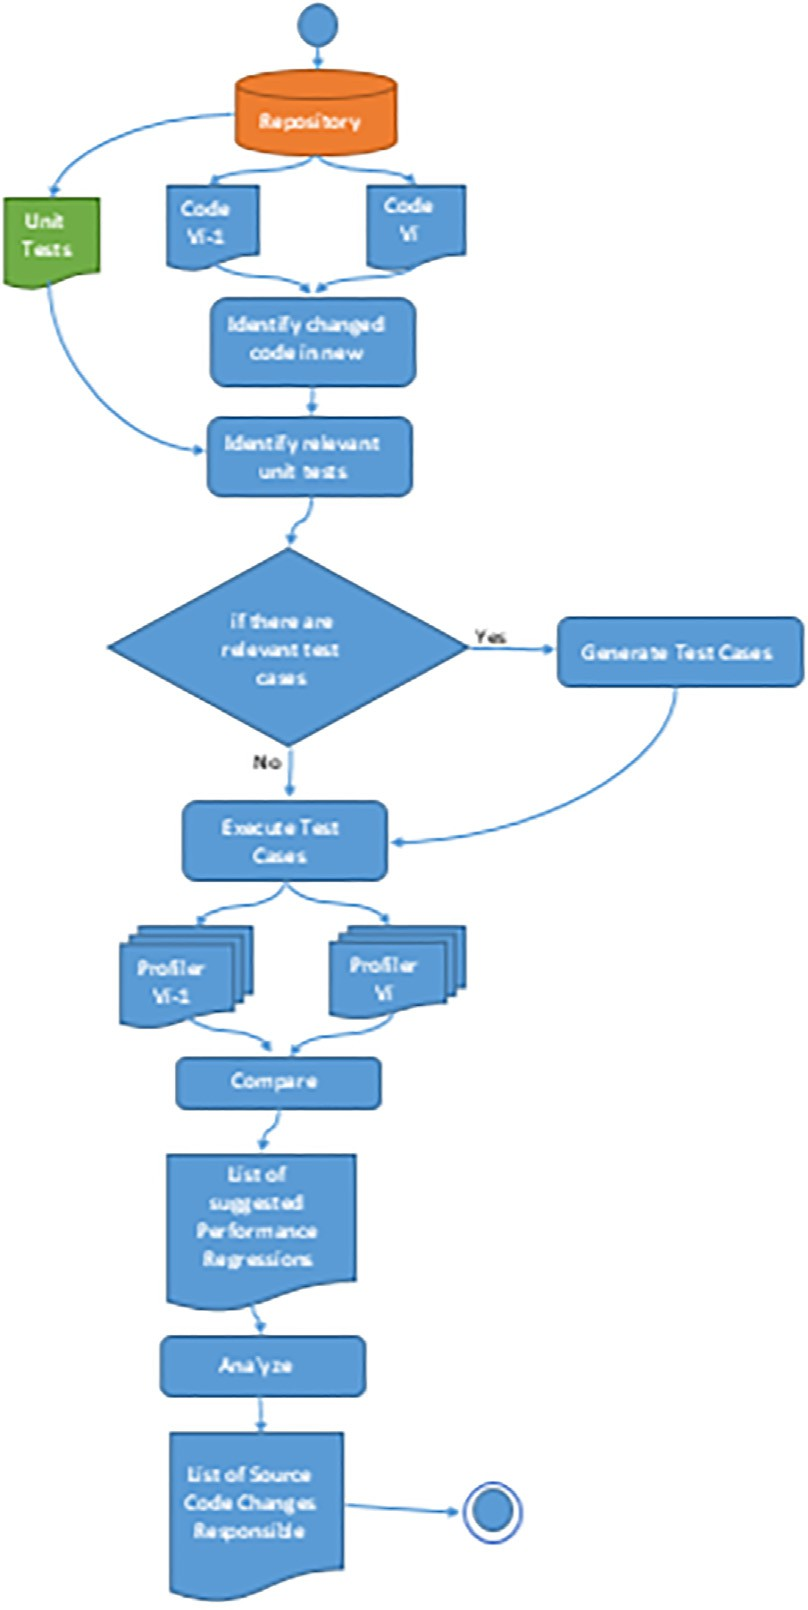 Repository
Unit
Tests
Code
Vi-1
Code
Vi
Identify changed
code in new
Identify relevant
unit tests
if there are
relevant test
cases
Yes
Generate Test Cases
No
Execute Test
Cases
Profiler
Vi-1
Profiler
Vi
Compare
List of
suggested
Performance
Regressions
Analyze
List of Source
Code Changes
Responsible